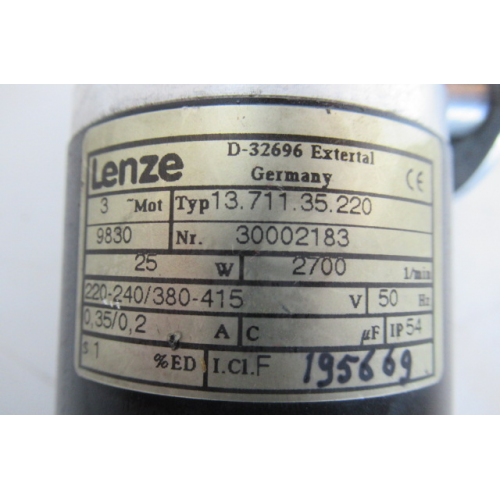 Lenze D-32696 Extertal
Germany CE
3 ~Mot Typ 13.711.35.220
9830 Nr. 30002183
25 W 2700 1/min
220-240/380-415 V 50 Hz
0,35/0,2 A C µF IP 54
S 1 %ED I.Cl. F 195669